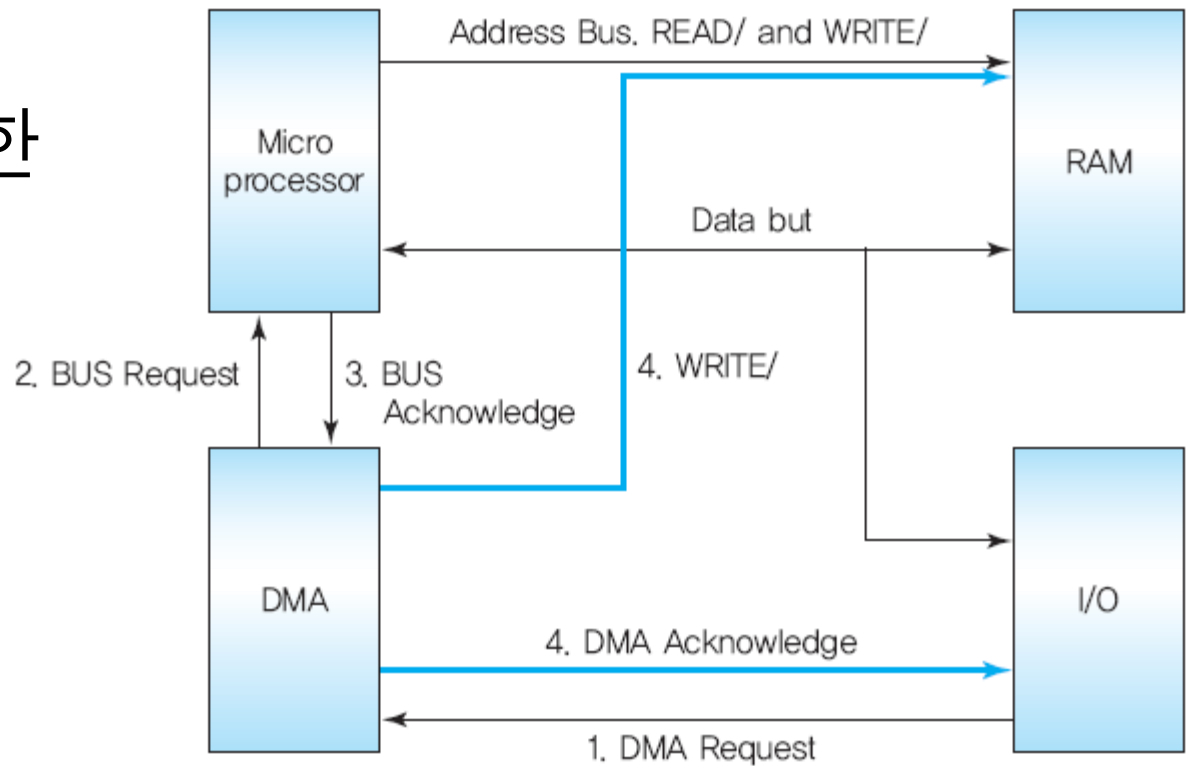 Address Bus. READ/ and WRITE/
하
Micro
processor
RAM
Data but
2. BUS Request
3. BUS
Acknowledge
4. WRITE/
DMA
I/O
4. DMA Acknowledge
1. DMA Request